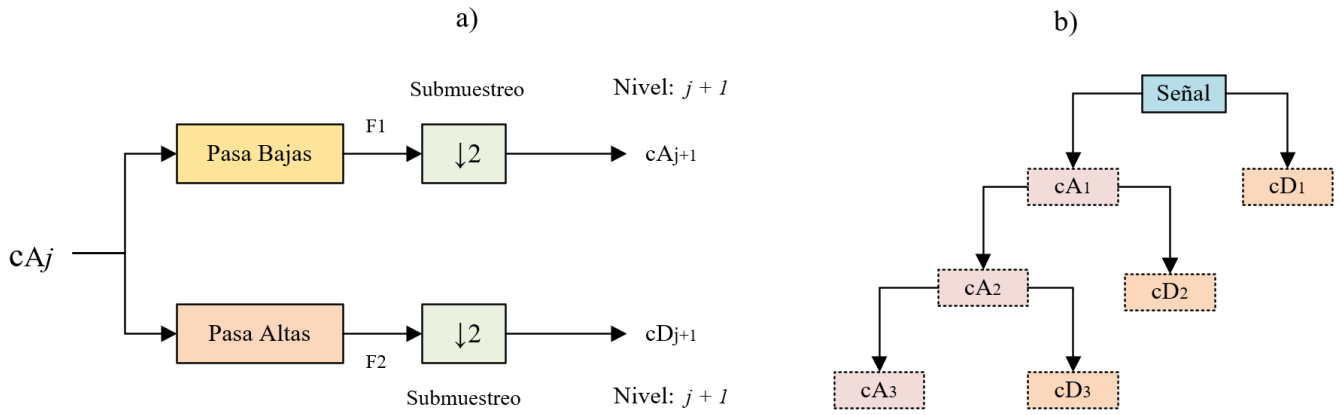 a)
Submuestreo
Nivel: j + 1
Pasa Bajas
F1
↓2
cAj+1
cAj
Pasa Altas
F2
↓2
cDj+1
Submuestreo
Nivel: j + 1
b)
Señal
cA1
cD1
cA2
cD2
cA3
cD3